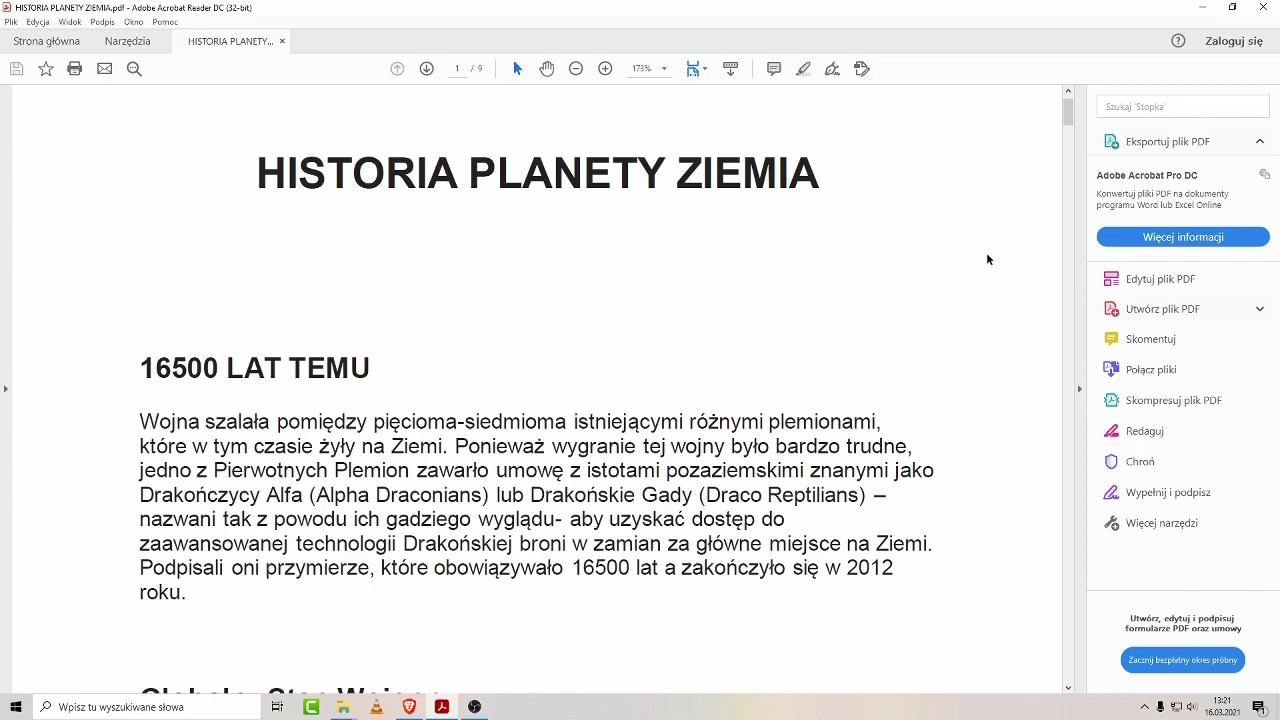 HISTORIA PLANETY ZIEMIA.pdf - Adobe Acrobat Reader DC (32-bit)
Plik Edycja Widok Podpis Okno Pomoc
Strona główna Narzędzia HISTORIA PLANETY... × Zaloguj się
1 / 9 173%
Szukaj 'Stopka'
Eksportuj plik PDF
Adobe Acrobat Pro DC
Konwertuj pliki PDF na dokumenty
programu Word lub Excel Online
Więcej informacji
Edytuj plik PDF
Utwórz plik PDF
Skomentuj
Połącz pliki
Skompresuj plik PDF
Redaguj
Chroń
Wypełnij i podpisz
Więcej narzędzi
Utwórz, edytuj i podpisuj
formularze PDF oraz umowy
Zacznij bezpłatny okres próbny
HISTORIA PLANETY ZIEMIA
16500 LAT TEMU
Wojna szalała pomiędzy pięcioma-siedmioma istniejącymi różnymi plemionami,
które w tym czasie żyły na Ziemi. Ponieważ wygranie tej wojny było bardzo trudne,
jedno z Pierwotnych Plemion zawarło umowę z istotami pozaziemskimi znanymi jako
Drakończycy Alfa (Alpha Draconians) lub Drakońskie Gady (Draco Reptilians) –
nazwani tak z powodu ich gadziego wyglądu- aby uzyskać dostęp do
zaawansowanej technologii Drakońskiej broni w zamian za główne miejsce na Ziemi.
Podpisali oni przymierze, które obowiązywało 16500 lat a zakończyło się w 2012
roku.
Wpisz tu wyszukiwane słowa
13:21
16.03.2021